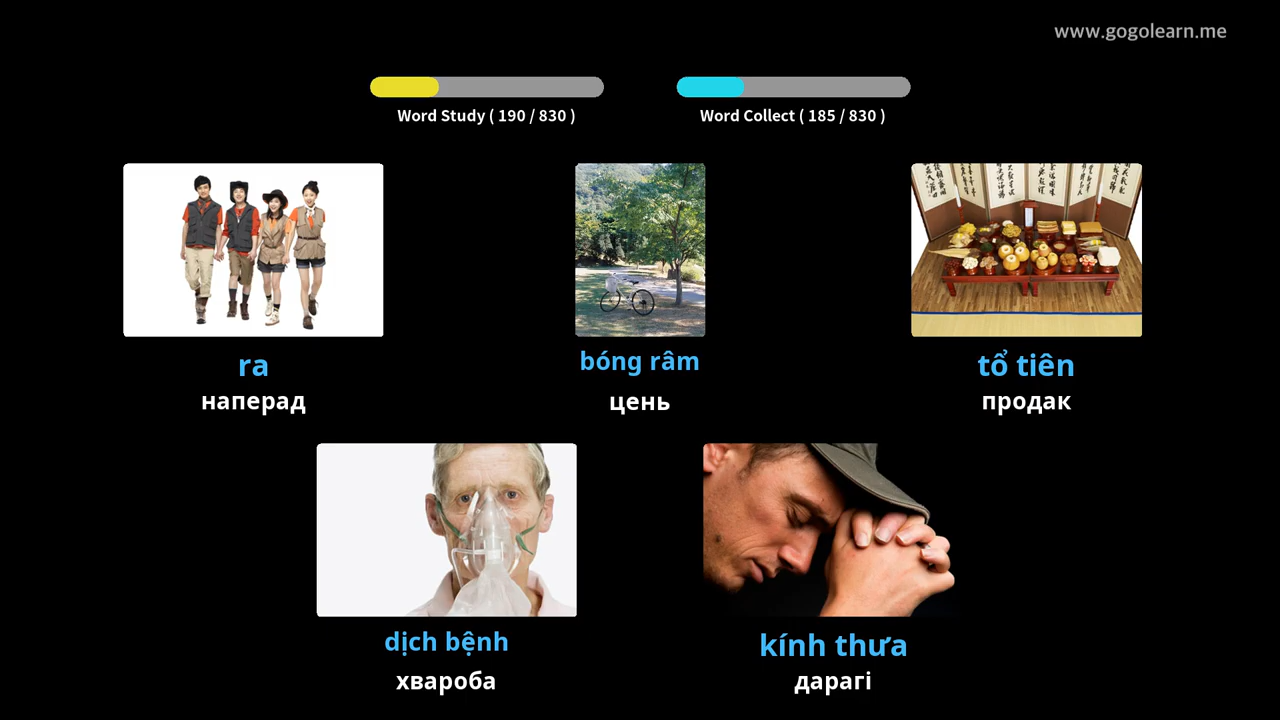 www.gogolearn.me
Word Study ( 190 / 830 )
Word Collect ( 185 / 830 )
ra
наперад
bóng râm
цень
tổ tiên
продак
dịch bệnh
хвароба
kính thưa
дарагі